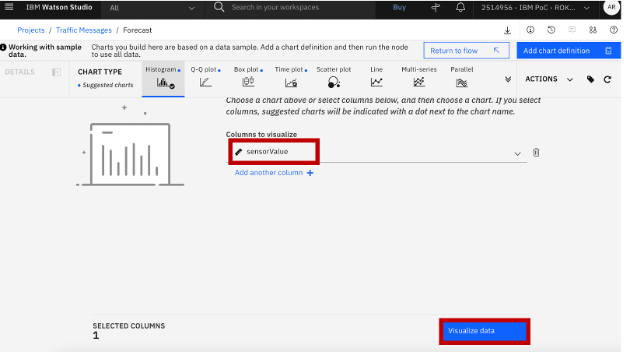 IBM Watson Studio
All
Search in your workspaces
Buy
2514956 - IBM PoC - ROK...
AR
Projects / Traffic Messages / Forecast
Working with sample data.
Charts you build here are based on a data sample. Add a chart definition and then run the node to use all data.
Return to flow
Add chart definition
DETAILS
CHART TYPE
• Suggested charts
Histogram
Q-Q plot
Box plot
Time plot
Scatter plot
Line
Multi-series
Parallel
ACTIONS
Choose a chart above or select columns below, and then choose a chart. If you select
columns, suggested charts will be indicated with a dot next to the chart name.
Columns to visualize
sensorValue
Add another column +
SELECTED COLUMNS
1
Visualize data